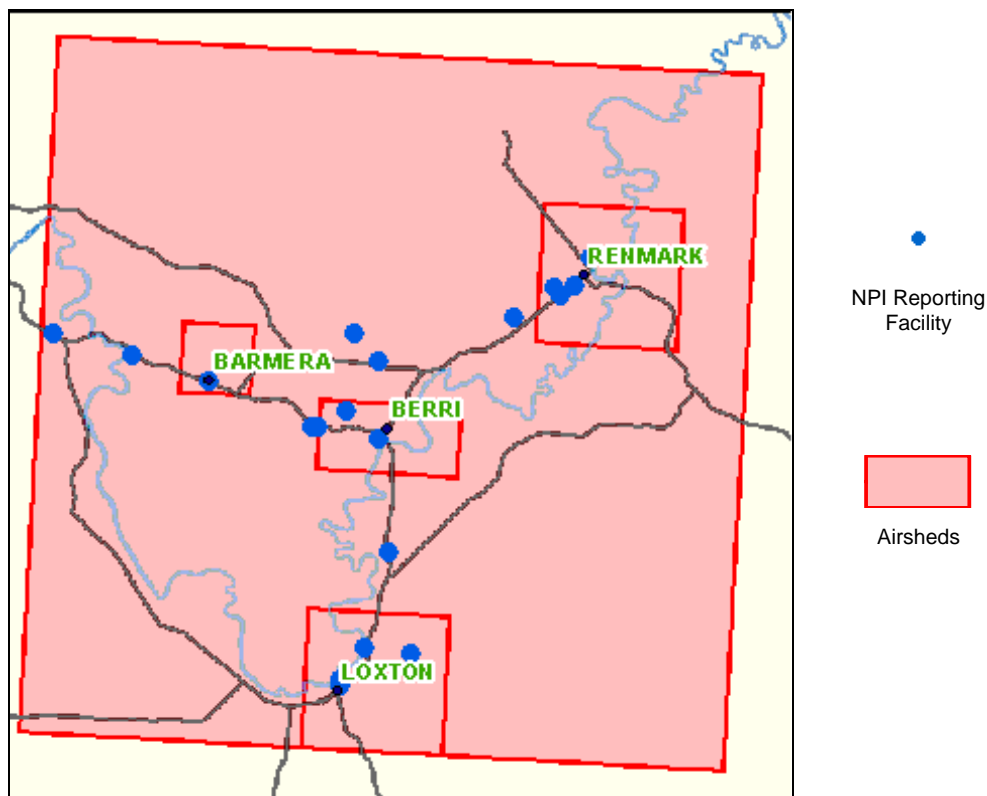 RENMARK
BARMERA
BERRI
LOXTON
NPI Reporting
Facility
Airsheds